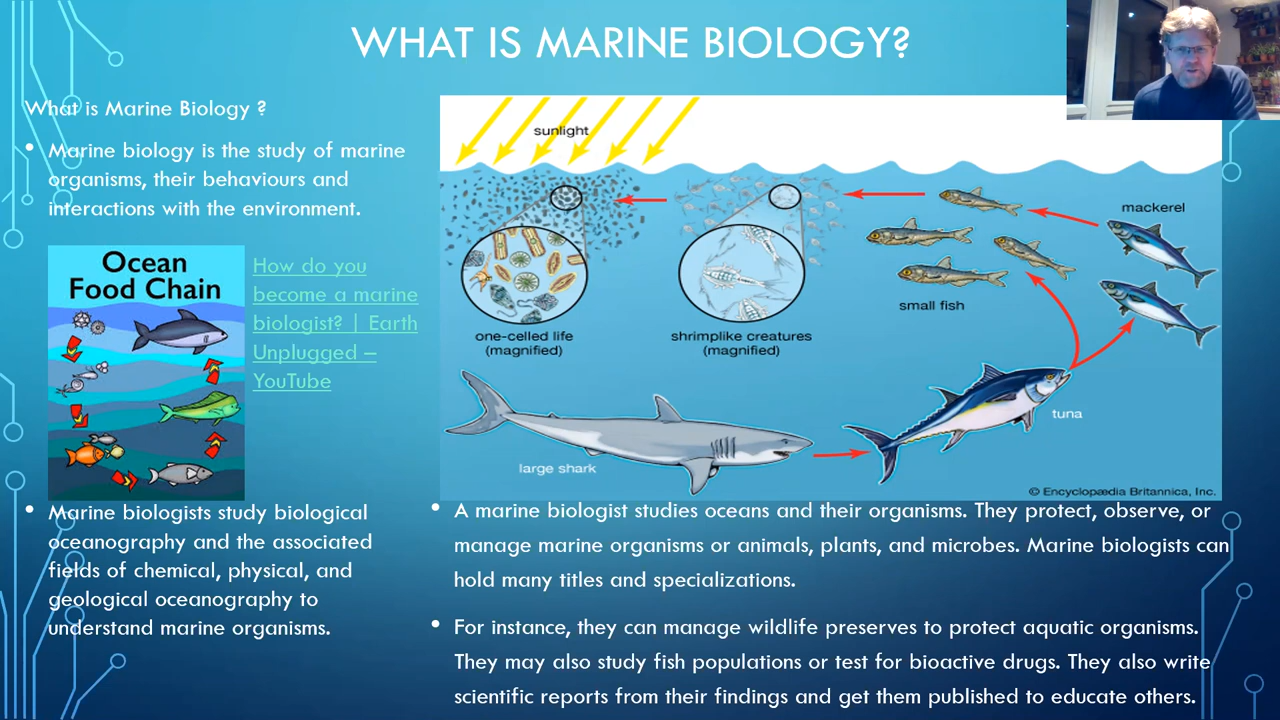 WHAT IS MARINE BIOLOGY?
What is Marine Biology ?
• Marine biology is the study of marine
organisms, their behaviours and
interactions with the environment.
Ocean
Food Chain
How do you
become a marine
biologist? | Earth
Unplugged –
YouTube
• Marine biologists study biological
oceanography and the associated
fields of chemical, physical, and
geological oceanography to
understand marine organisms.
sunlight
mackerel
small fish
one-celled life
(magnified)
shrimplike creatures
(magnified)
tuna
large shark
© Encyclopædia Britannica, Inc.
• A marine biologist studies oceans and their organisms. They protect, observe, or
manage marine organisms or animals, plants, and microbes. Marine biologists can
hold many titles and specializations.
• For instance, they can manage wildlife preserves to protect aquatic organisms.
They may also study fish populations or test for bioactive drugs. They also write
scientific reports from their findings and get them published to educate others.